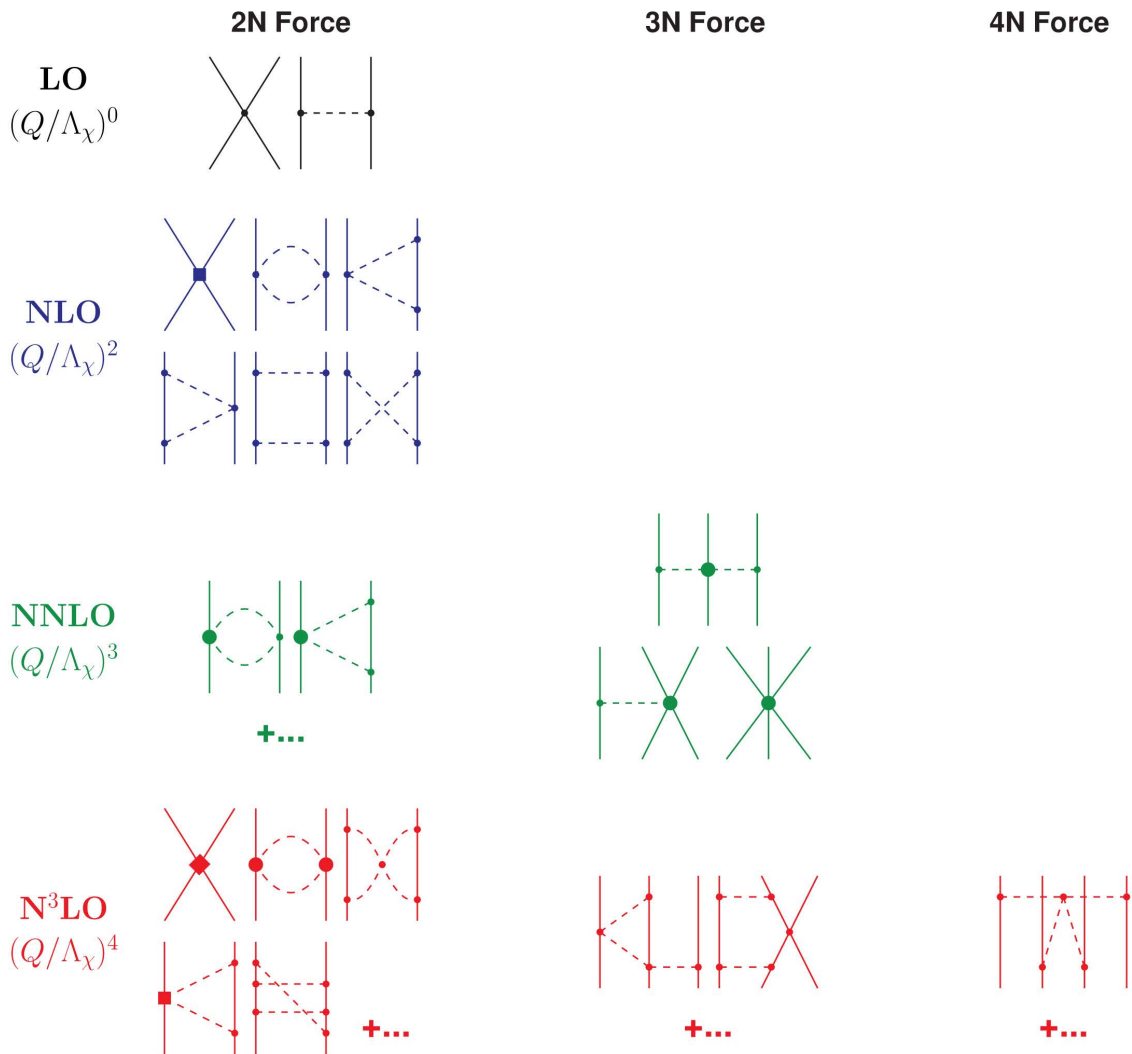 2N Force 3N Force 4N Force
LO
(Q/Λχ)⁰
NLO
(Q/Λχ)²
NNLO
(Q/Λχ)³
+...
N³LO
(Q/Λχ)⁴
+... +... +...